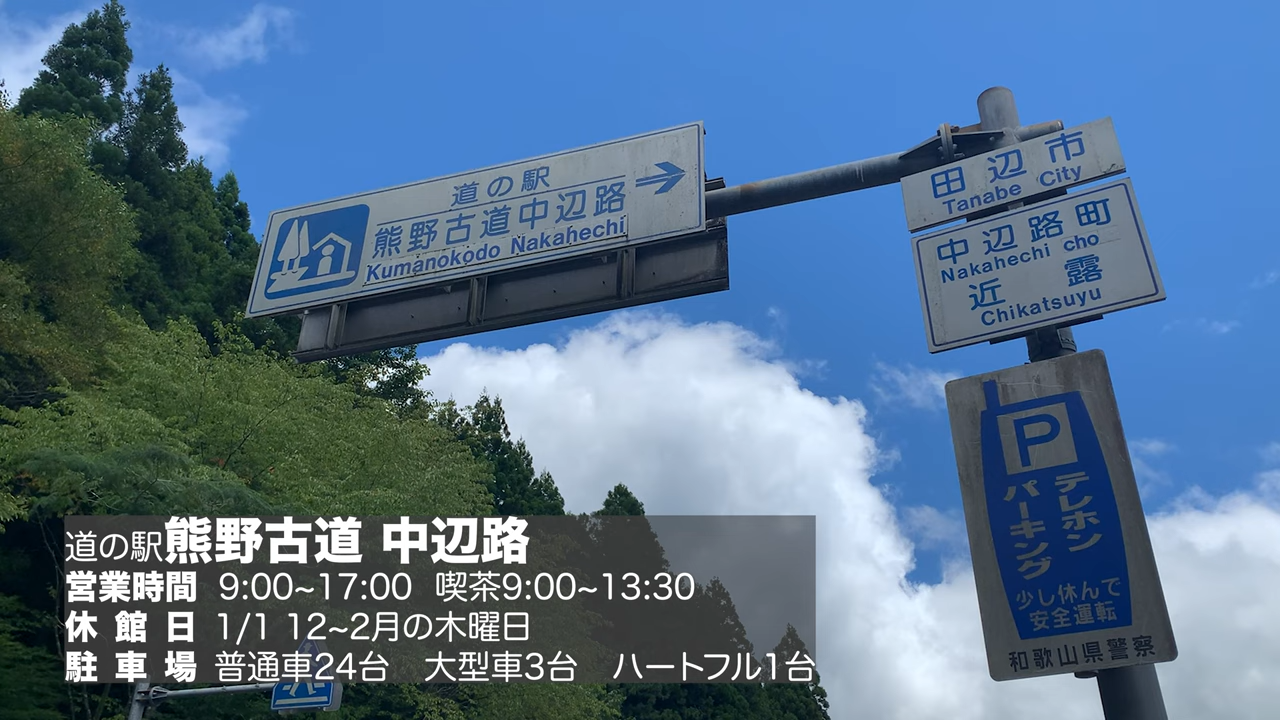 道の駅
熊野古道中辺路
Kumanokodo Nakahechi
田辺市
Tanabe City
中辺路町
Nakahechi cho
近露
Chikatsuyu
P
テレホン
パーキング
少し休んで
安全運転
和歌山県警察
道の駅熊野古道 中辺路
営業時間 9:00~17:00 喫茶9:00~13:30
休館日 1/1 12~2月の木曜日
駐車場 普通車24台 大型車3台 ハートフル1台